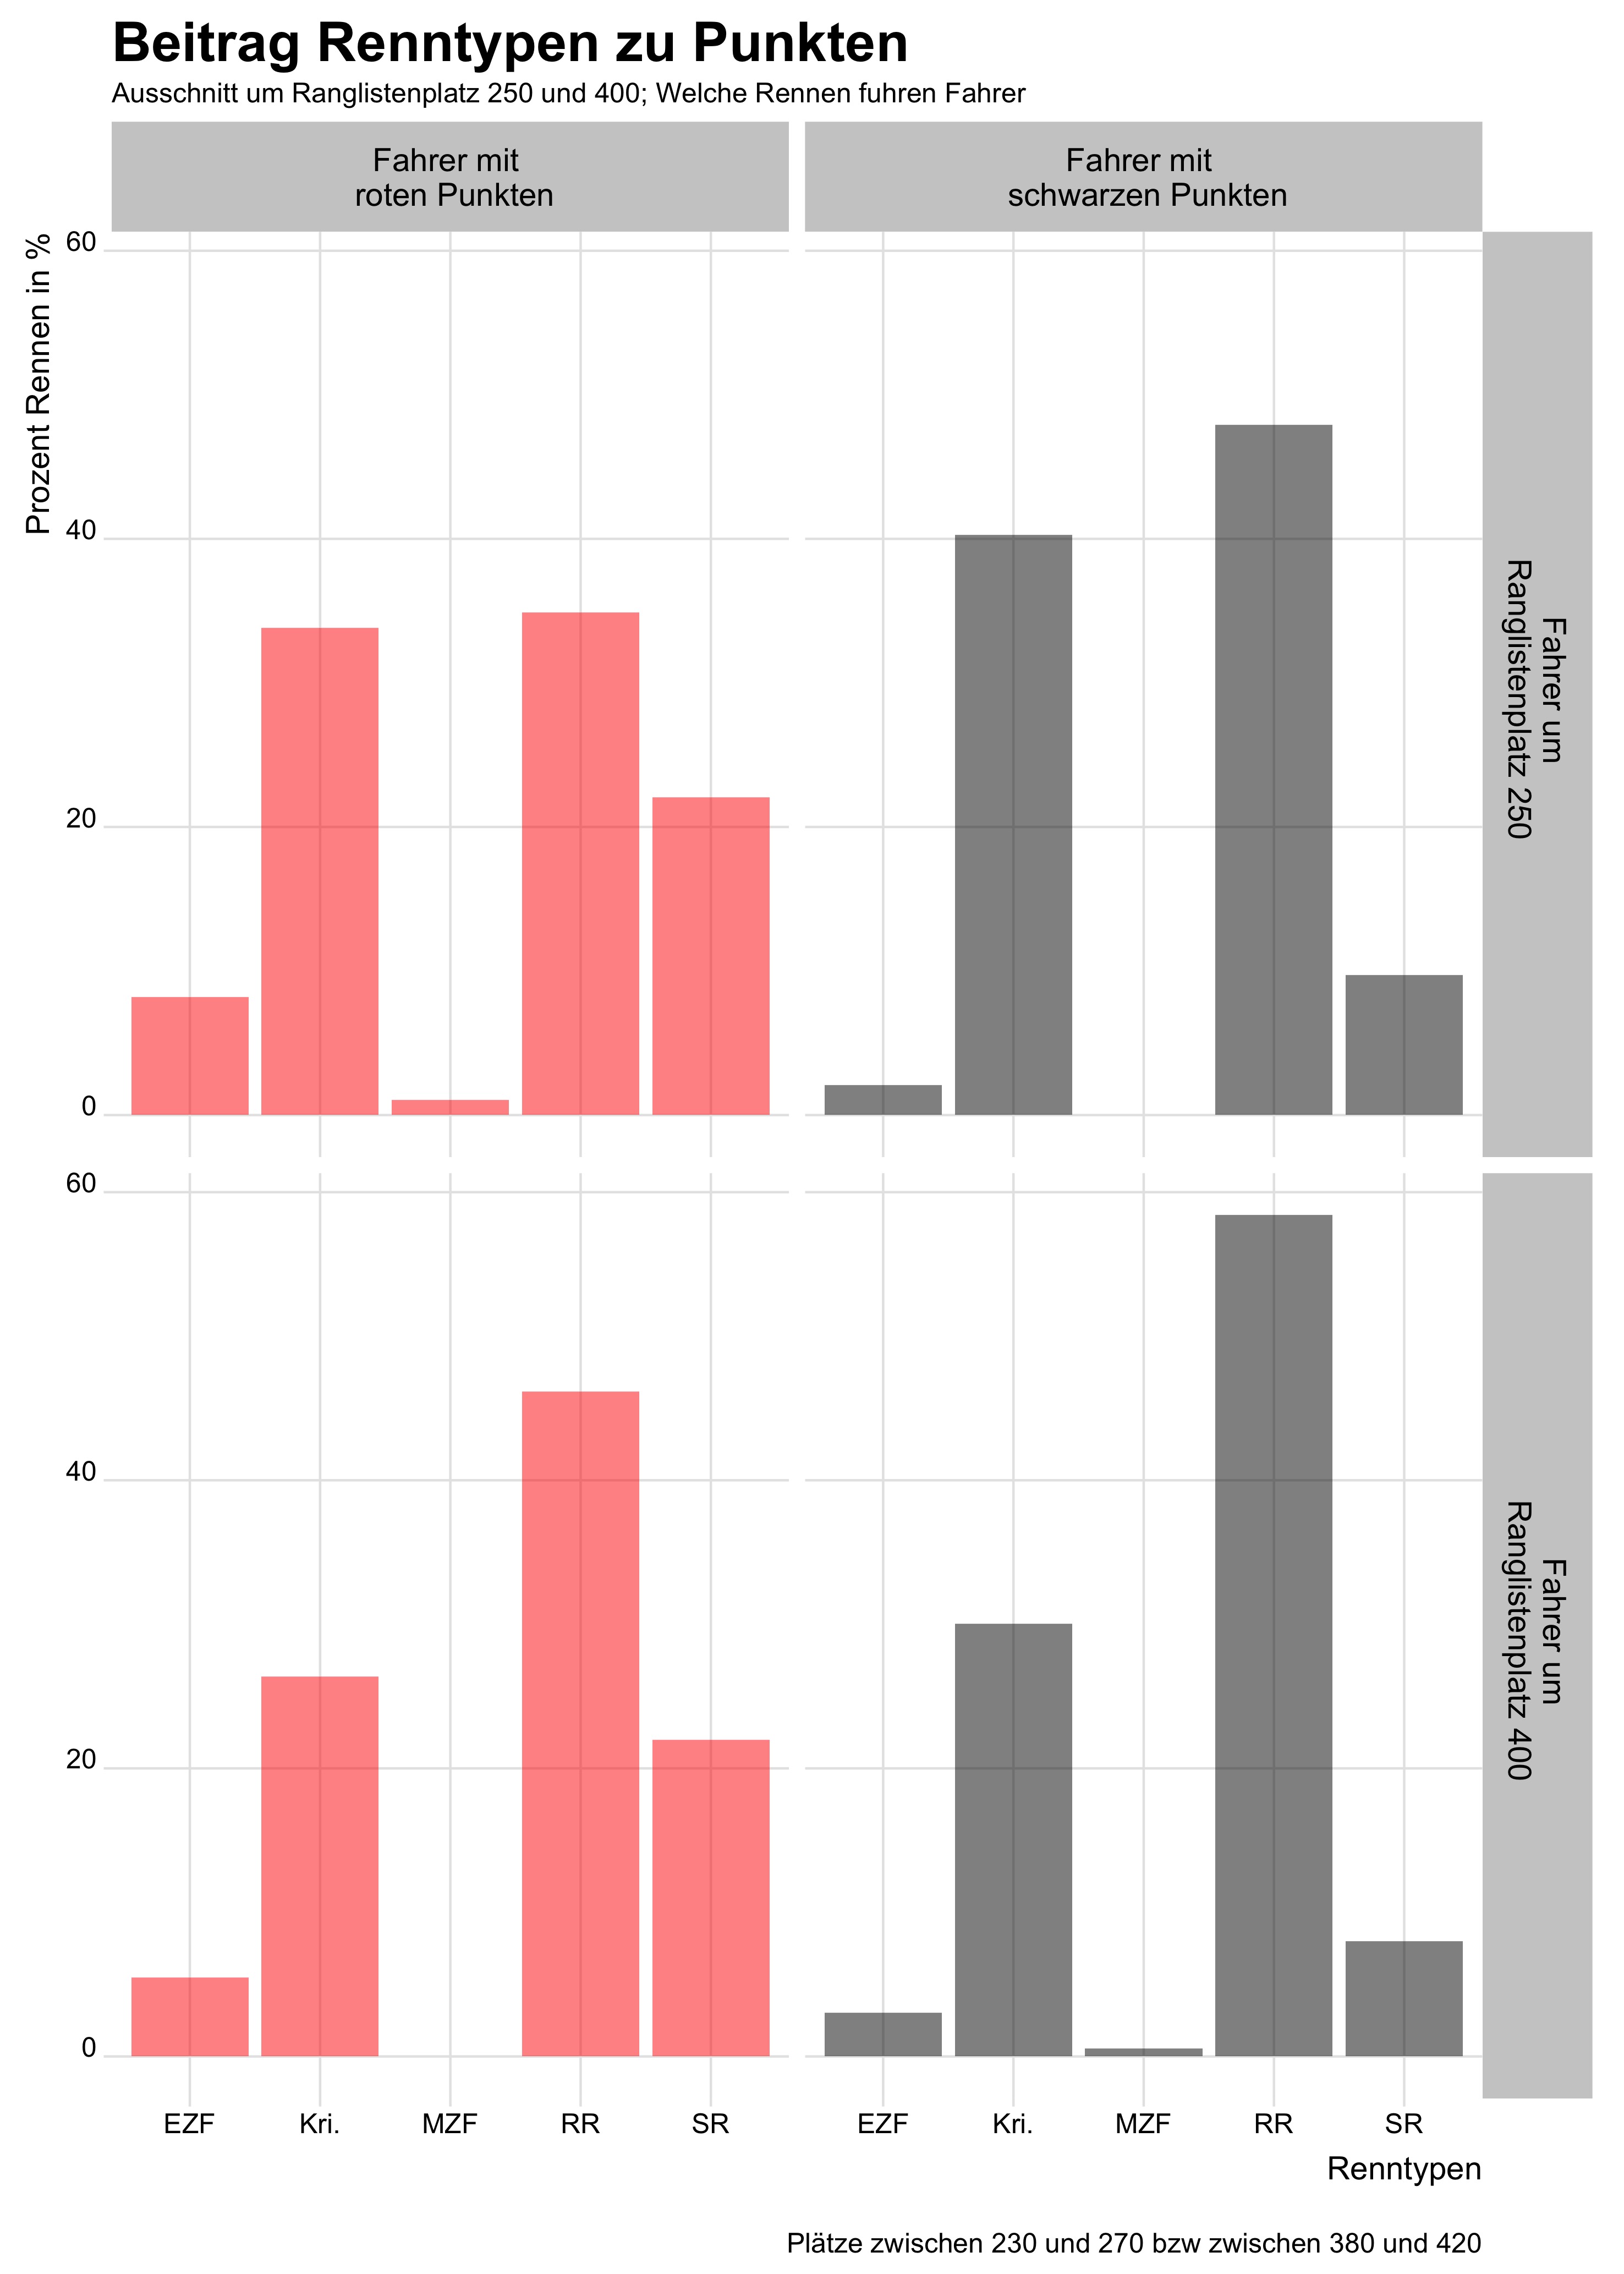 Beitrag Renntypen zu Punkten
Ausschnitt um Ranglistenplatz 250 und 400; Welche Rennen fuhren Fahrer
Fahrer mit
roten Punkten
Fahrer mit
schwarzen Punkten
Prozent Rennen in %
60
40
20
0
Fahrer um
Ranglistenplatz 250
60
40
20
0
Fahrer um
Ranglistenplatz 400
EZF Kri. MZF RR SR EZF Kri. MZF RR SR
Renntypen
Plätze zwischen 230 und 270 bzw zwischen 380 und 420